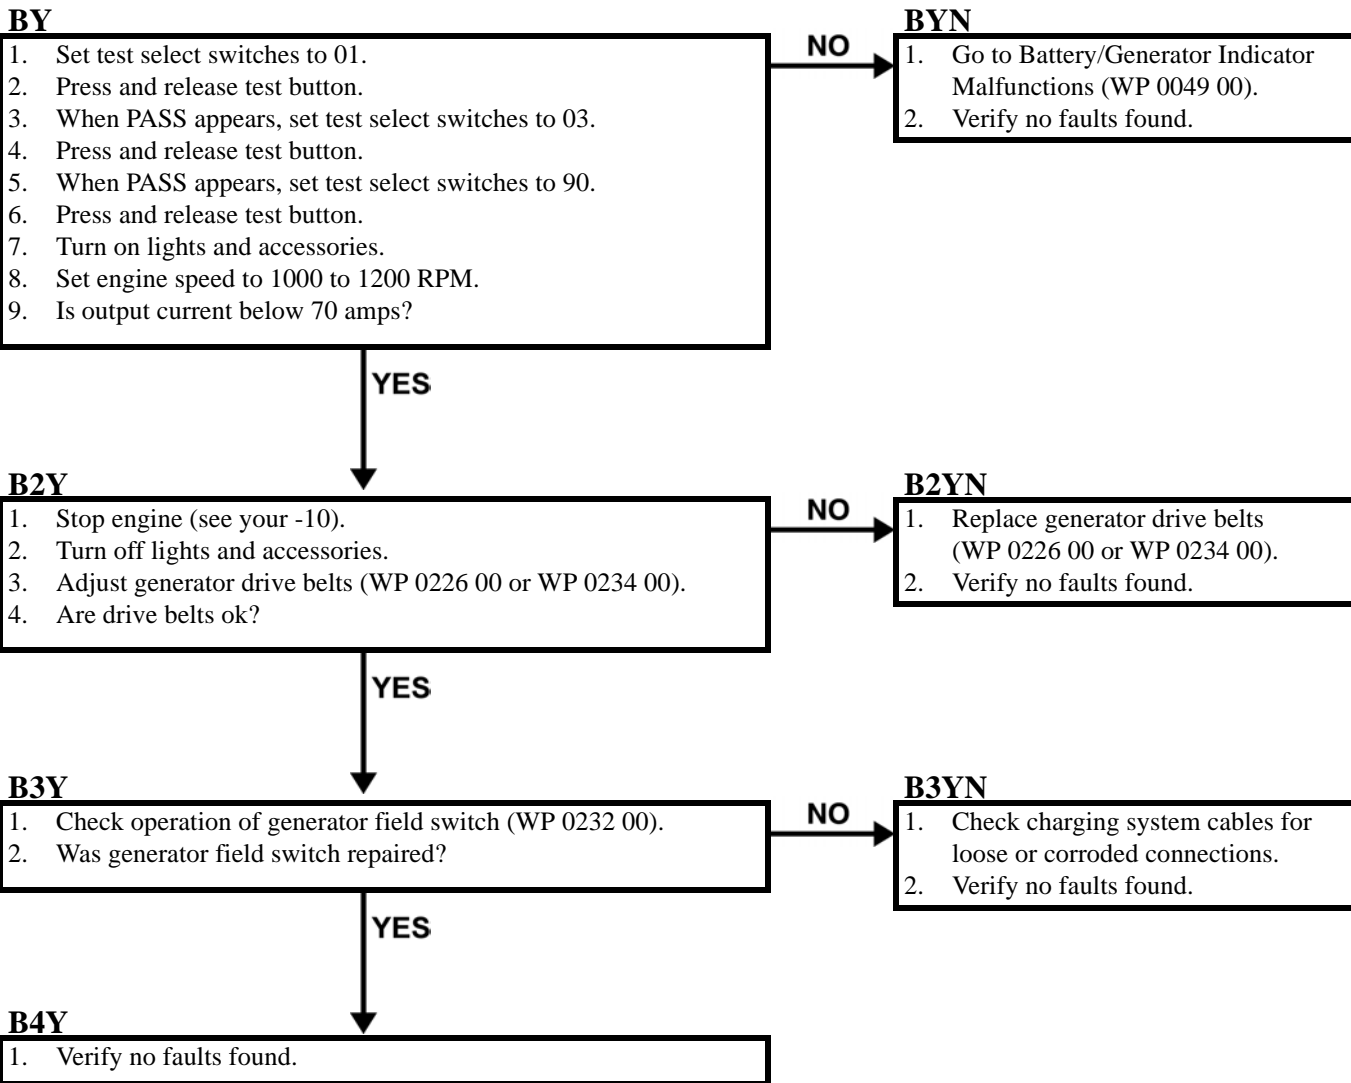 BY
1. Set test select switches to 01.
2. Press and release test button.
3. When PASS appears, set test select switches to 03.
4. Press and release test button.
5. When PASS appears, set test select switches to 90.
6. Press and release test button.
7. Turn on lights and accessories.
8. Set engine speed to 1000 to 1200 RPM.
9. Is output current below 70 amps?
NO
BYN
1. Go to Battery/Generator Indicator
Malfunctions (WP 0049 00).
2. Verify no faults found.
YES
B2Y
1. Stop engine (see your -10).
2. Turn off lights and accessories.
3. Adjust generator drive belts (WP 0226 00 or WP 0234 00).
4. Are drive belts ok?
NO
B2YN
1. Replace generator drive belts
(WP 0226 00 or WP 0234 00).
2. Verify no faults found.
YES
B3Y
1. Check operation of generator field switch (WP 0232 00).
2. Was generator field switch repaired?
NO
B3YN
1. Check charging system cables for
loose or corroded connections.
2. Verify no faults found.
YES
B4Y
1. Verify no faults found.